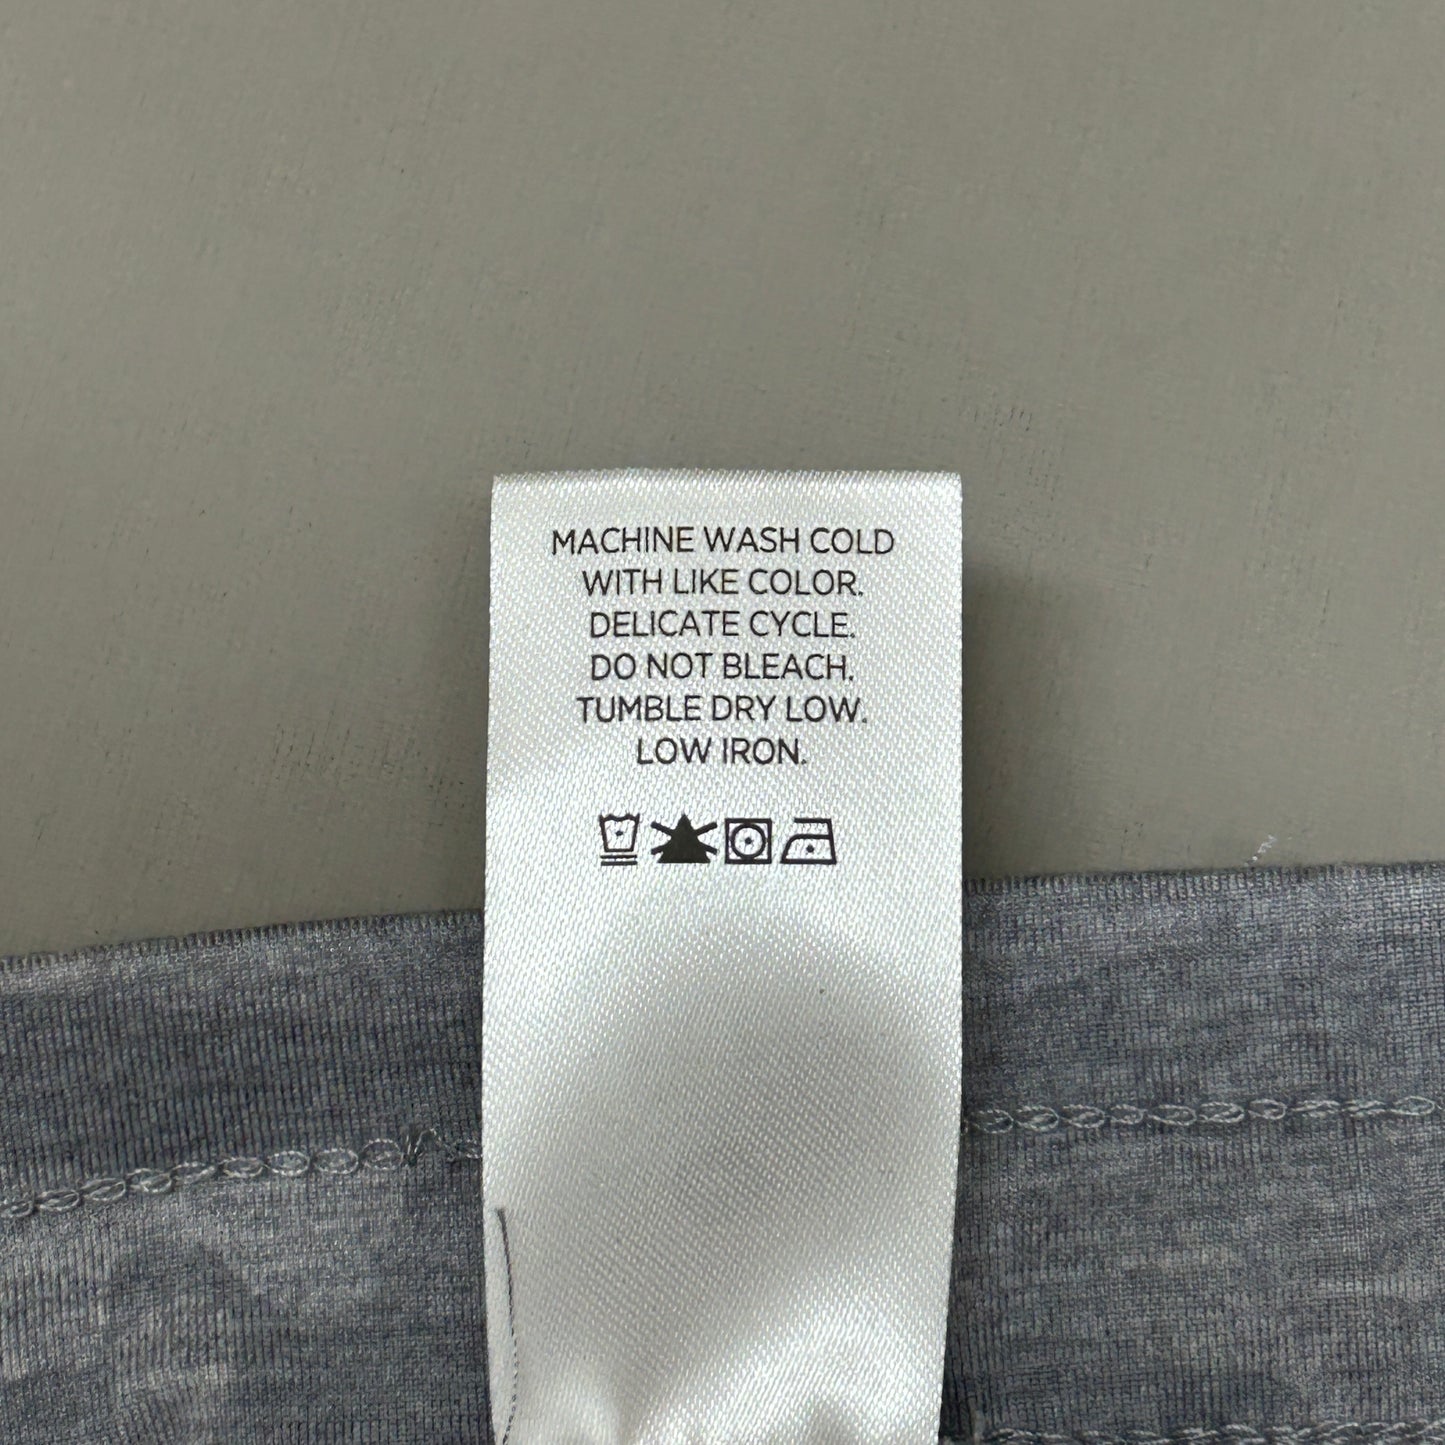 MACHINE WASH COLD
WITH LIKE COLOR.
DELICATE CYCLE.
DO NOT BLEACH.
TUMBLE DRY LOW.
LOW IRON.